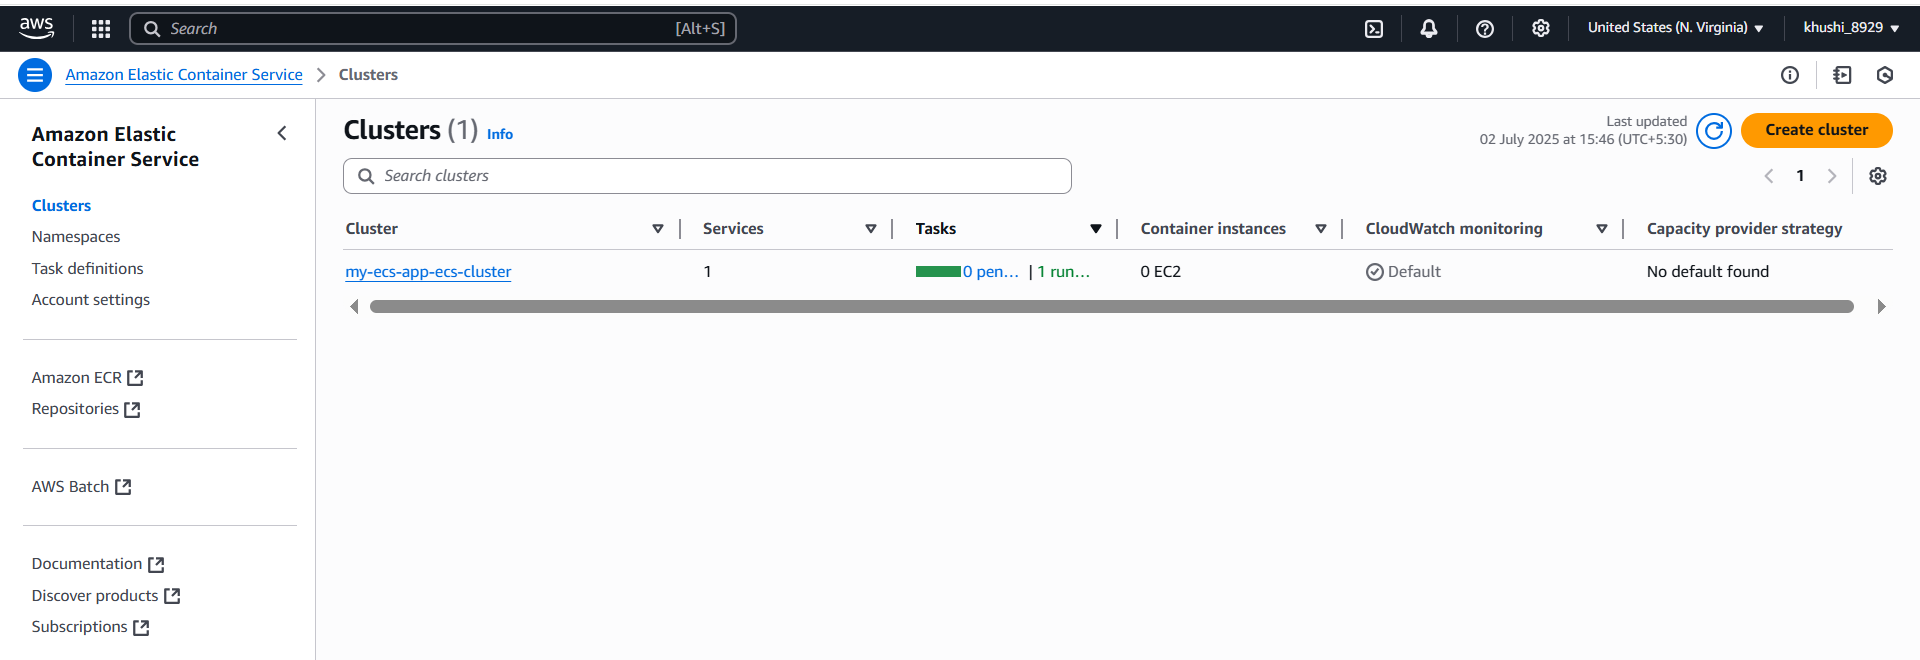 aws Search [Alt+S] United States (N. Virginia) khushi_8929
Amazon Elastic Container Service Clusters
Amazon Elastic
Container Service
Clusters
Namespaces
Task definitions
Account settings
Amazon ECR
Repositories
AWS Batch
Documentation
Discover products
Subscriptions
Clusters (1) Info
Last updated
02 July 2025 at 15:46 (UTC+5:30)
Create cluster
Search clusters
1
Cluster Services Tasks Container instances CloudWatch monitoring Capacity provider strategy
my-ecs-app-ecs-cluster 1 0 pen... | 1 run... 0 EC2 Default No default found